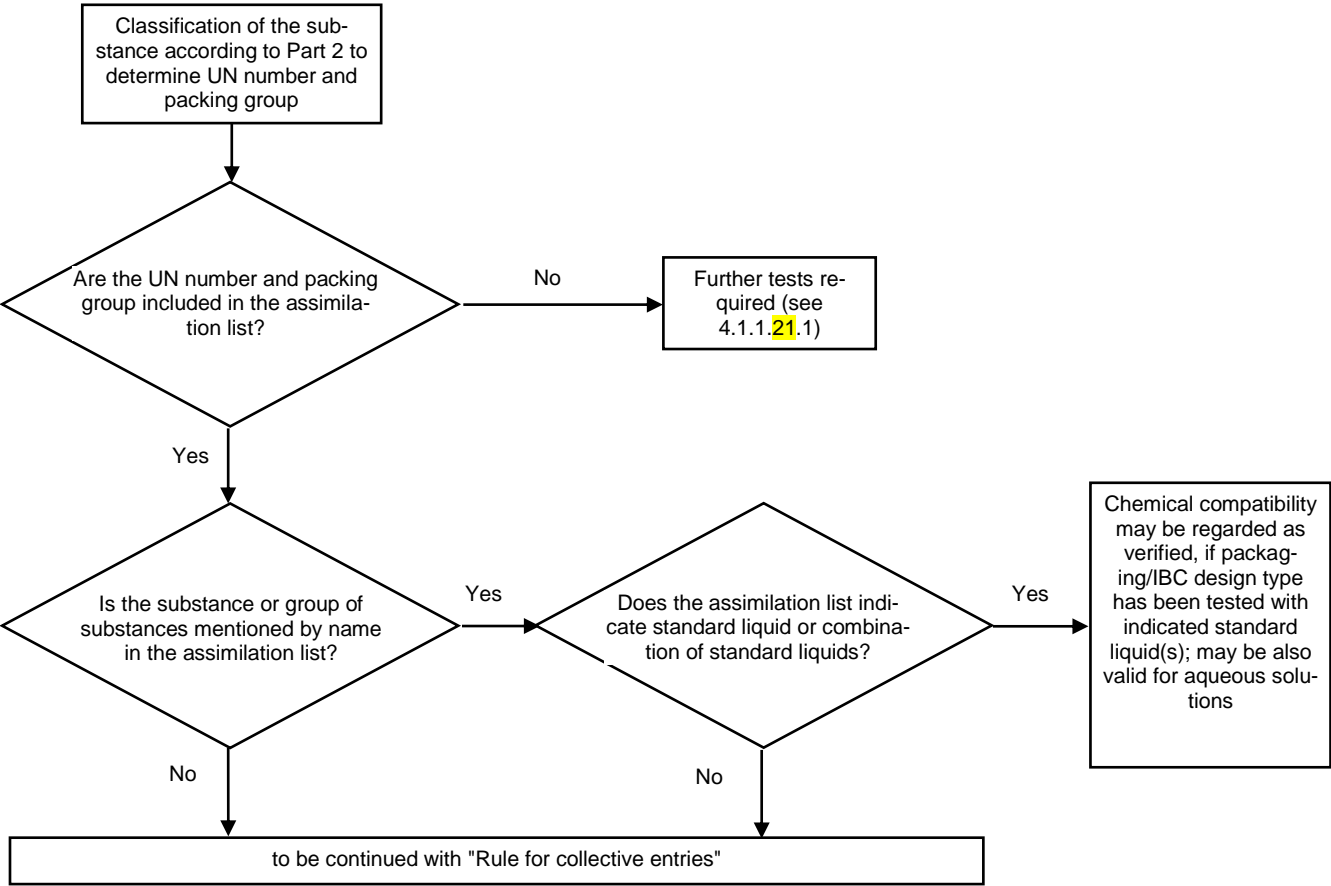 Classification of the sub-
stance according to Part 2 to
determine UN number and
packing group
Are the UN number and packing
group included in the assimila-
tion list?
No
Further tests re-
quired (see
4.1.1.21.1)
Yes
Is the substance or group of
substances mentioned by name
in the assimilation list?
Yes
Does the assimilation list indi-
cate standard liquid or combina-
tion of standard liquids?
Yes
Chemical compatibility
may be regarded as
verified, if packag-
ing/IBC design type
has been tested with
indicated standard
liquid(s); may be also
valid for aqueous solu-
tions
No
No
to be continued with "Rule for collective entries"